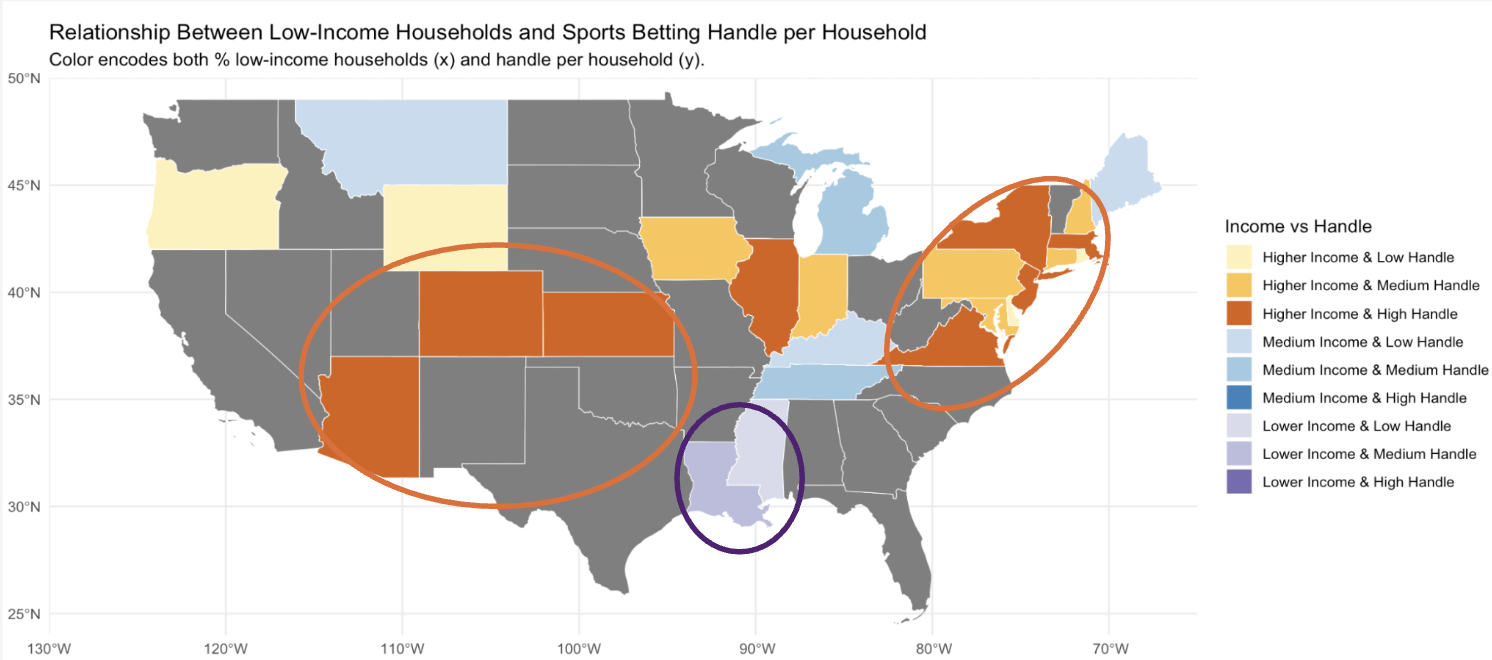 Relationship Between Low-Income Households and Sports Betting Handle per Household
Color encodes both % low-income households (x) and handle per household (y).
50°N
45°N
40°N
35°N
30°N
25°N
130°W
120°W
110°W
100°W
90°W
80°W
70°W
Income vs Handle
Higher Income & Low Handle
Higher Income & Medium Handle
Higher Income & High Handle
Medium Income & Low Handle
Medium Income & Medium Handle
Medium Income & High Handle
Lower Income & Low Handle
Lower Income & Medium Handle
Lower Income & High Handle